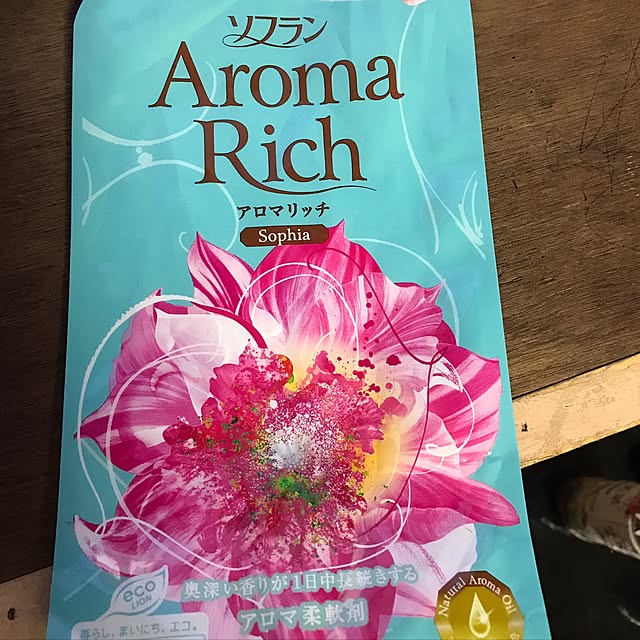 ソフラン
Aroma
Rich
アロマリッチ
Sophia
eco
LION
奥深い香りが1日中長続きする
アロマ柔軟剤
暮らし、まいにち、エコ。
Natural Aroma Oil